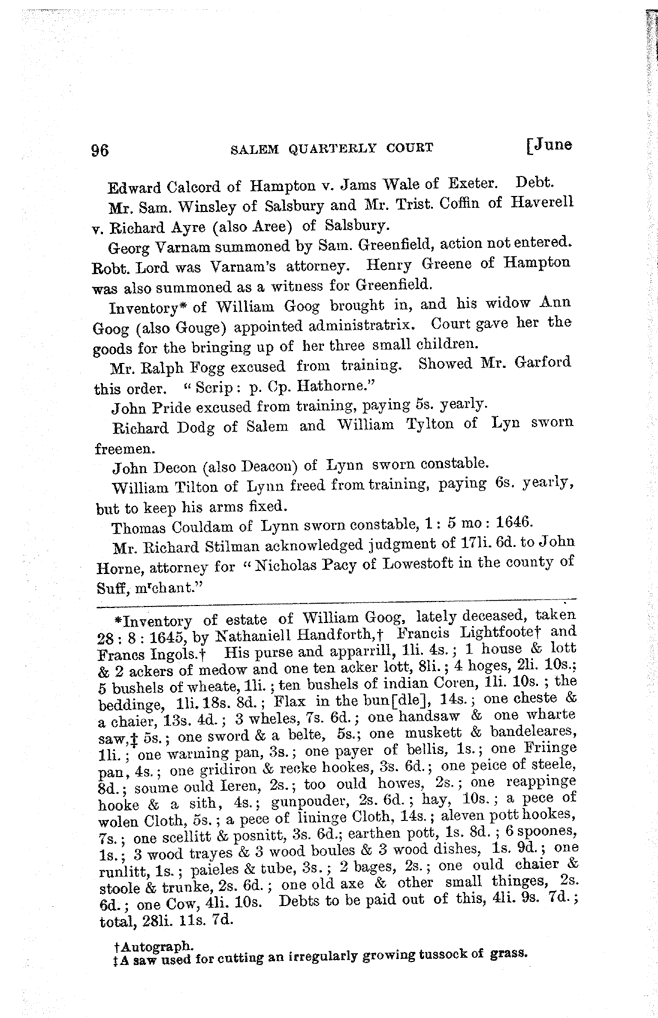 96 SALEM QUARTERLY COURT [June
Edward Calcord of Hampton v. Jams Wale of Exeter. Debt.
Mr. Sam. Winsley of Salsbury and Mr. Trist. Coffin of Haverell
v. Richard Ayre (also Aree) of Salsbury.
Georg Varnam summoned by Sam. Greenfield, action not entered.
Robt. Lord was Varnam's attorney. Henry Greene of Hampton
was also summoned as a witness for Greenfield.
Inventory* of William Goog brought in, and his widow Ann
Goog (also Gouge) appointed administratrix. Court gave her the
goods for the bringing up of her three small children.
Mr. Ralph Fogg excused from training. Showed Mr. Garford
this order. "Scrip: p. Cp. Hathorne."
John Pride excused from training, paying 5s. yearly.
Richard Dodg of Salem and William Tylton of Lyn sworn
freemen.
John Decon (also Deacon) of Lynn sworn constable.
William Tilton of Lynn freed from training, paying 6s. yearly,
but to keep his arms fixed.
Thomas Couldam of Lynn sworn constable, 1: 5 mo: 1646.
Mr. Richard Stilman acknowledged judgment of 17li. 6d. to John
Horne, attorney for "Nicholas Pacy of Lowestoft in the county of
Suff, mʳchant."
*Inventory of estate of William Goog, lately deceased, taken
28 : 8 : 1645, by Nathaniell Handforth,† Francis Lightfoote† and
Francs Ingols.† His purse and apparrill, 1li. 4s.; 1 house & lott
& 2 ackers of medow and one ten acker lott, 8li.; 4 hoges, 2li. 10s.;
5 bushels of wheate, 1li.; ten bushels of indian Coren, 1li. 10s.; the
beddinge, 1li. 18s. 8d.; Flax in the bun[dle], 14s.; one cheste &
a chaier, 13s. 4d.; 3 wheles, 7s. 6d.; one handsaw & one wharte
saw,‡ 5s.; one sword & a belte, 5s.; one muskett & bandeleares,
1li.; one warming pan, 3s.; one payer of bellis, 1s.; one Friinge
pan, 4s.; one gridiron & recke hookes, 3s. 6d.; one peice of steele,
8d.; soume ould Ieren, 2s.; too ould howes, 2s.; one reappinge
hooke & a sith, 4s.; gunpouder, 2s. 6d.; hay, 10s.; a pece of
wolen Cloth, 5s.; a pece of lininge Cloth, 14s.; aleven pott hookes,
7s.; one scellitt & posnitt, 3s. 6d.; earthen pott, 1s. 8d.; 6 spoones,
1s.; 3 wood trayes & 3 wood boules & 3 wood dishes, 1s. 9d.; one
runlitt, 1s.; paieles & tube, 3s.; 2 bages, 2s.; one ould chaier &
stoole & trunke, 2s. 6d.; one old axe & other small thinges, 2s.
6d.; one Cow, 4li. 10s. Debts to be paid out of this, 4li. 9s. 7d.;
total, 28li. 11s. 7d.
†Autograph.
‡A saw used for cutting an irregularly growing tussock of grass.